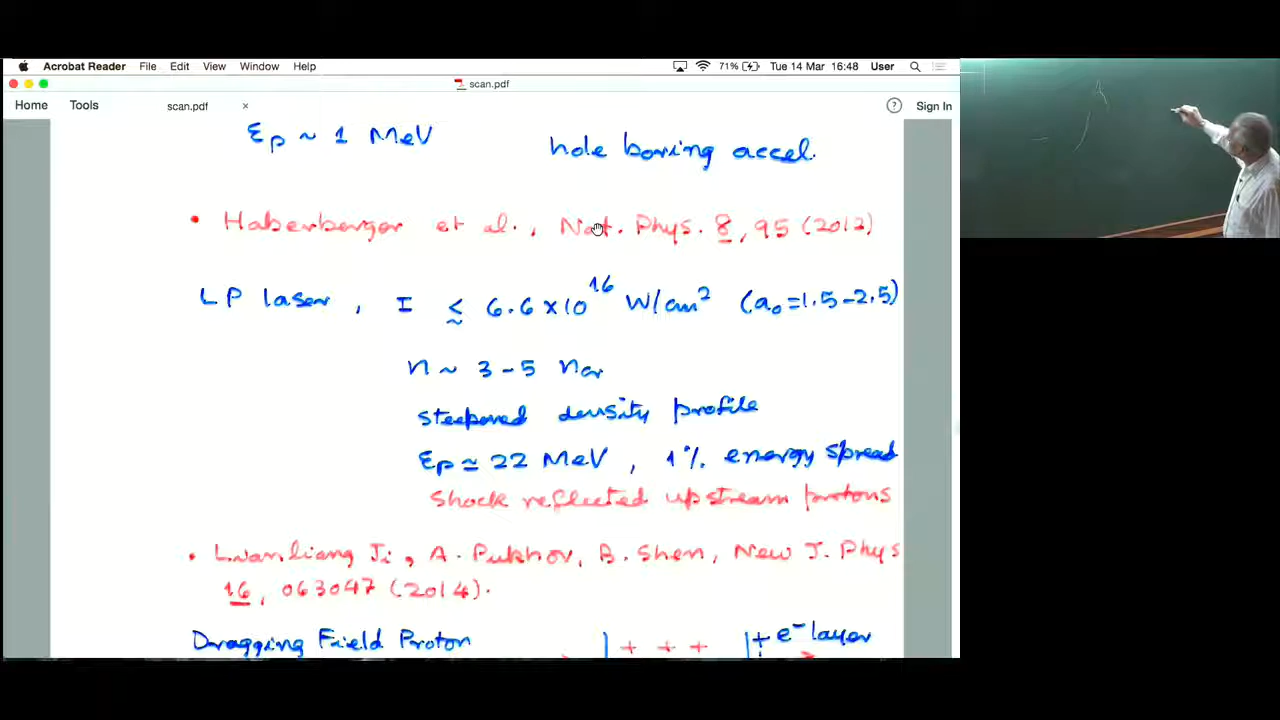 Acrobat Reader File Edit View Window Help 71% Tue 14 Mar 16:48 User
scan.pdf
Home Tools scan.pdf × ? Sign In
εp ~ 1 MeV hole boring accel.
• Haberberger et al., Nat. Phys. 8, 95 (2012)
LP laser, I ≲ 6.6 × 10^16 W/cm² (a₀ = 1.5 – 2.5)
n ~ 3 – 5 ncr
steepened density profile
εp ≃ 22 MeV, 1% energy spread
Shock reflected upstream protons
• Liangliang Ji, A. Pukhov, B. Shen, New J. Phys
16, 063047 (2014).
Dragging Field Proton + + + + e⁻ layer